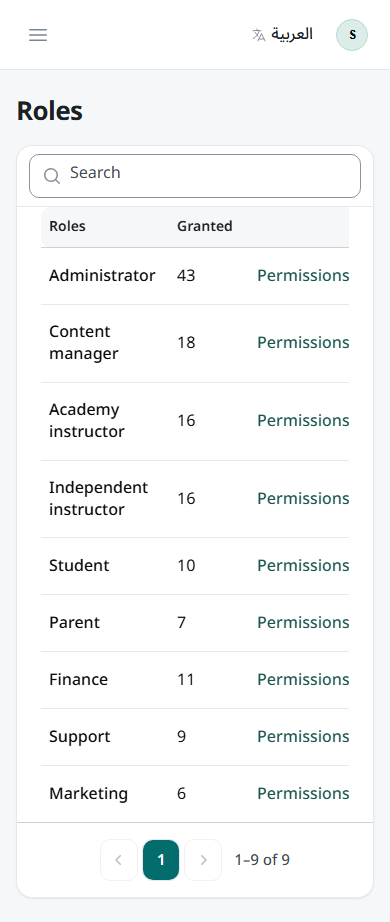 العربية
S
Roles
Search
Roles Granted
Administrator 43 Permissions
Content manager 18 Permissions
Academy instructor 16 Permissions
Independent instructor 16 Permissions
Student 10 Permissions
Parent 7 Permissions
Finance 11 Permissions
Support 9 Permissions
Marketing 6 Permissions
1 1–9 of 9